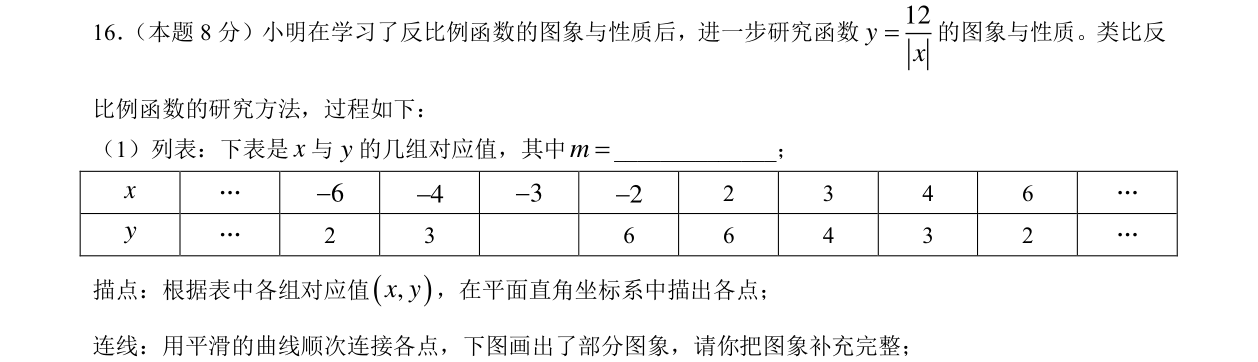 16.（本题 8 分）小明在学习了反比例函数的图象与性质后，进一步研究函数 y = 12/|x| 的图象与性质。类比反
比例函数的研究方法，过程如下：
（1）列表：下表是 x 与 y 的几组对应值，其中 m = ______________；
x … −6 −4 −3 −2 2 3 4 6 …
y … 2 3 6 6 4 3 2 …
描点：根据表中各组对应值(x, y)，在平面直角坐标系中描出各点；
连线：用平滑的曲线顺次连接各点，下图画出了部分图象，请你把图象补充完整；